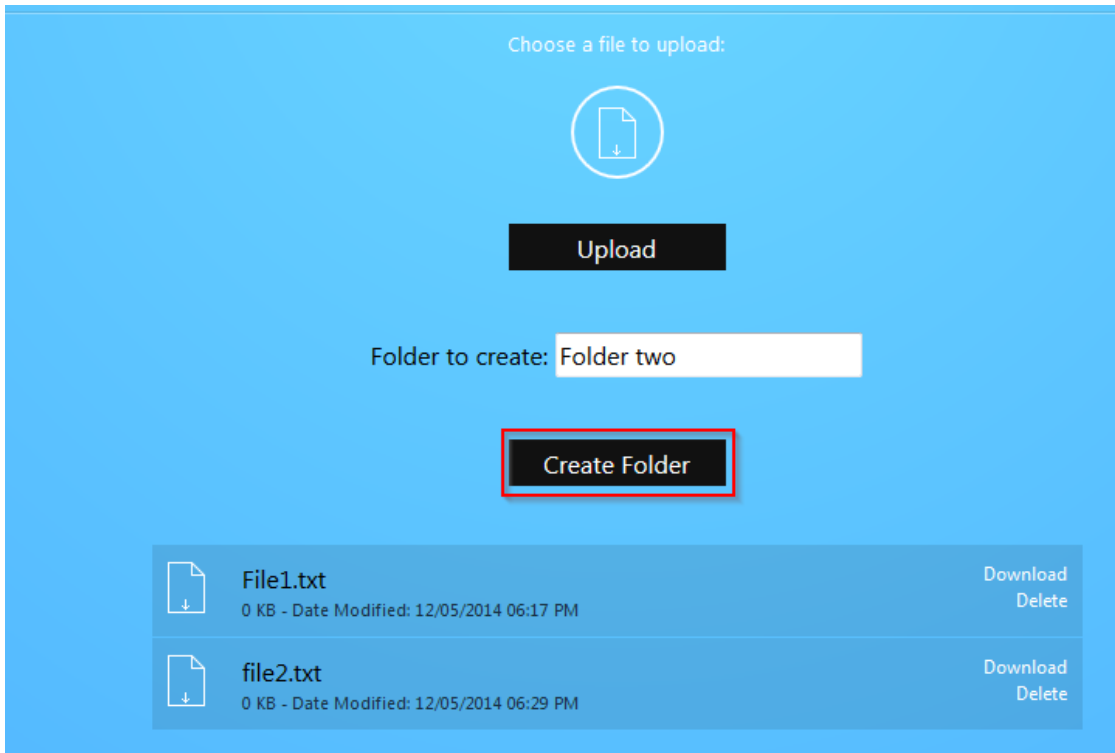 Choose a file to upload:
Upload
Folder to create: Folder two
Create Folder
File1.txt
0 KB - Date Modified: 12/05/2014 06:17 PM
Download
Delete
file2.txt
0 KB - Date Modified: 12/05/2014 06:29 PM
Download
Delete